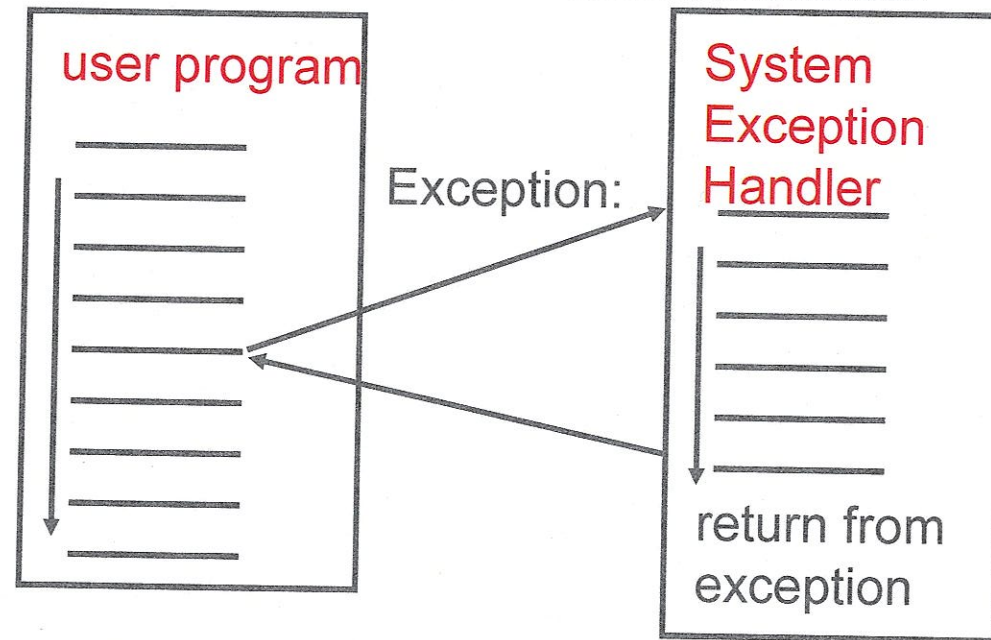 user program
System
Exception
Handler
Exception:
return from
exception